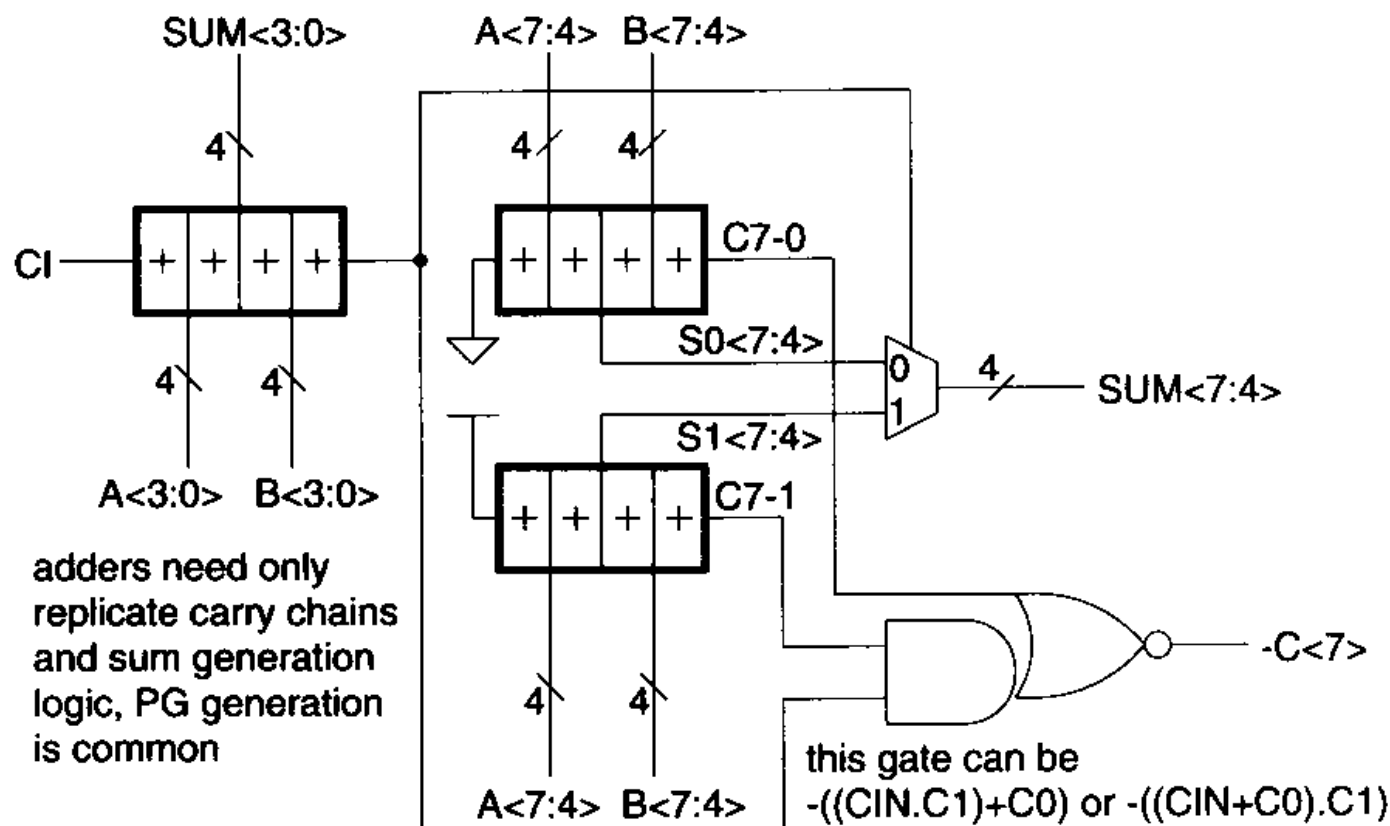 SUM<3:0>
A<7:4> B<7:4>
4
4
4
CI
+ + + +
+ + + +
C7-0
S0<7:4>
0
1
4
SUM<7:4>
S1<7:4>
4
4
A<3:0> B<3:0>
+ + + +
C7-1
adders need only
replicate carry chains
and sum generation
logic, PG generation
is common
4
4
-C<7>
A<7:4> B<7:4>
this gate can be
-((CIN.C1)+C0) or -((CIN+C0).C1)